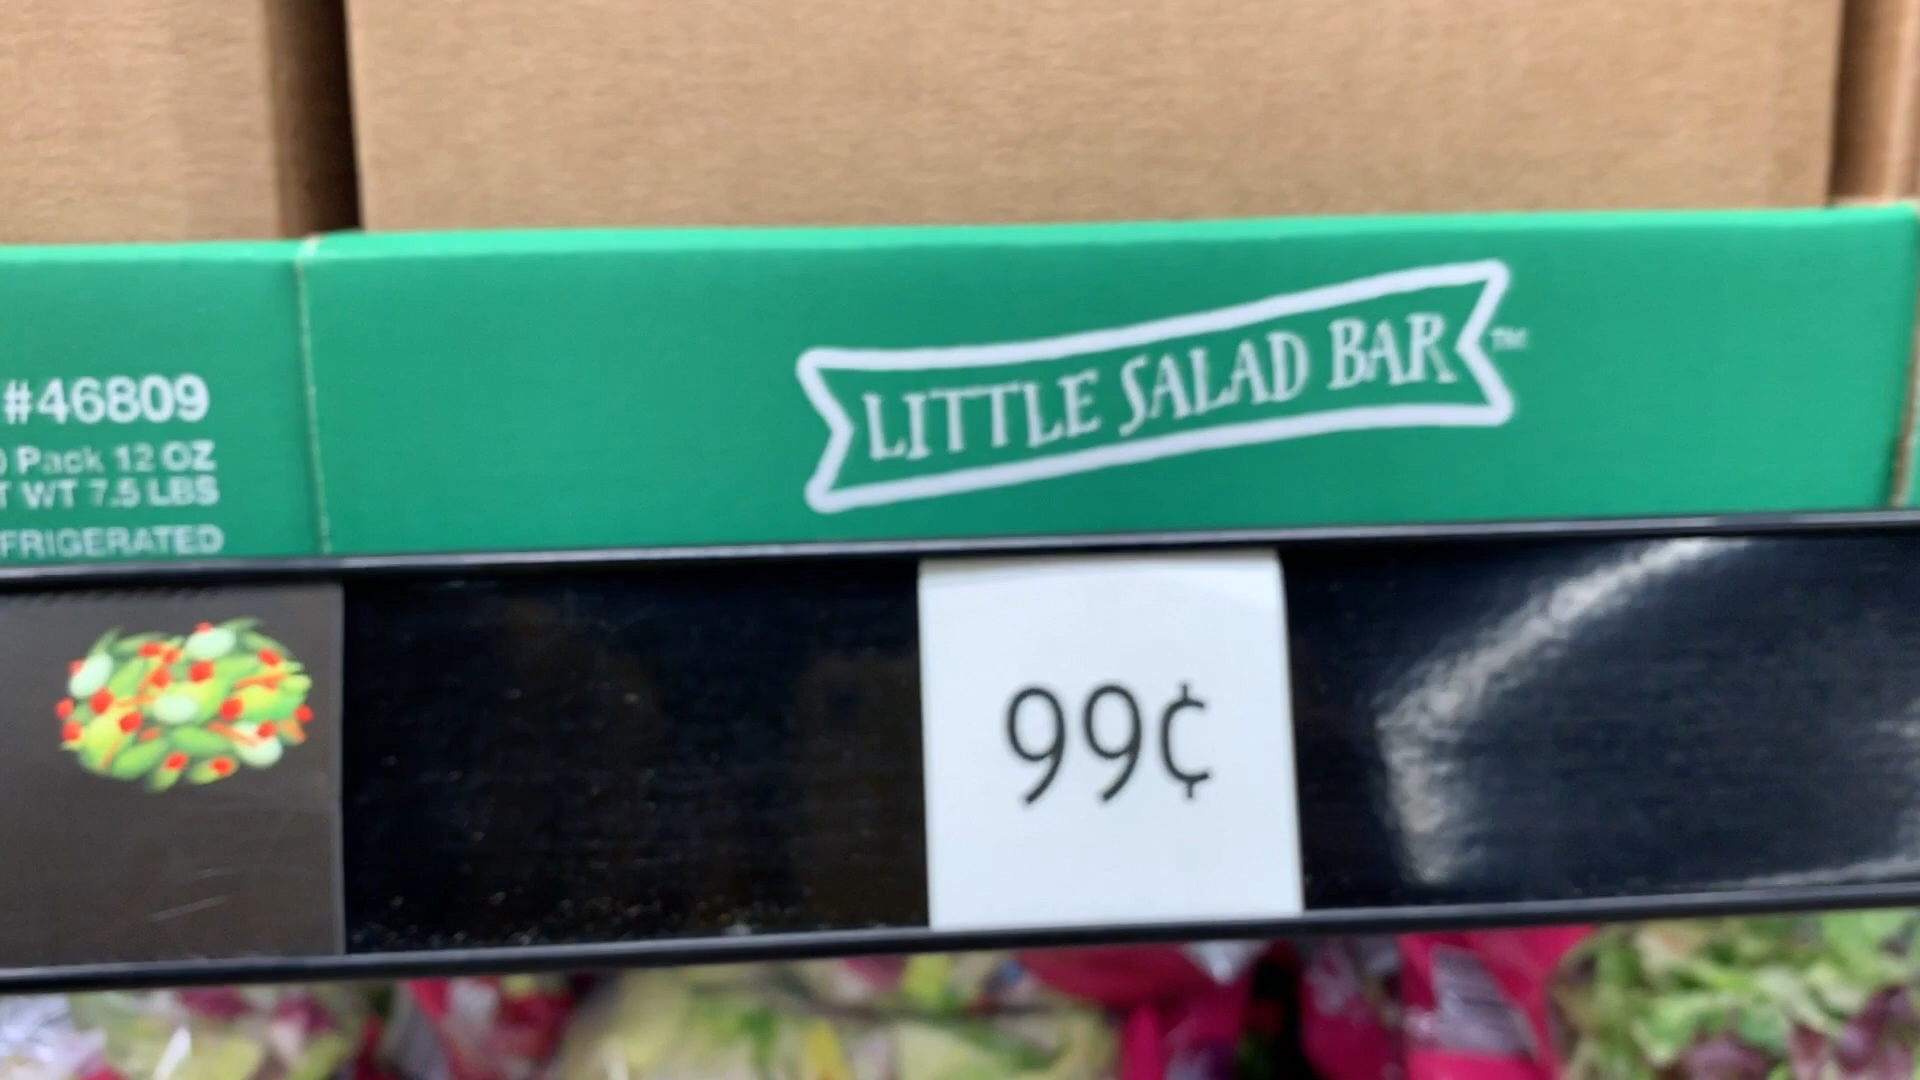 LITTLE SALAD BAR™
#46809
Pack 12 OZ
WT 7.5 LBS
FRIGERATED
99¢